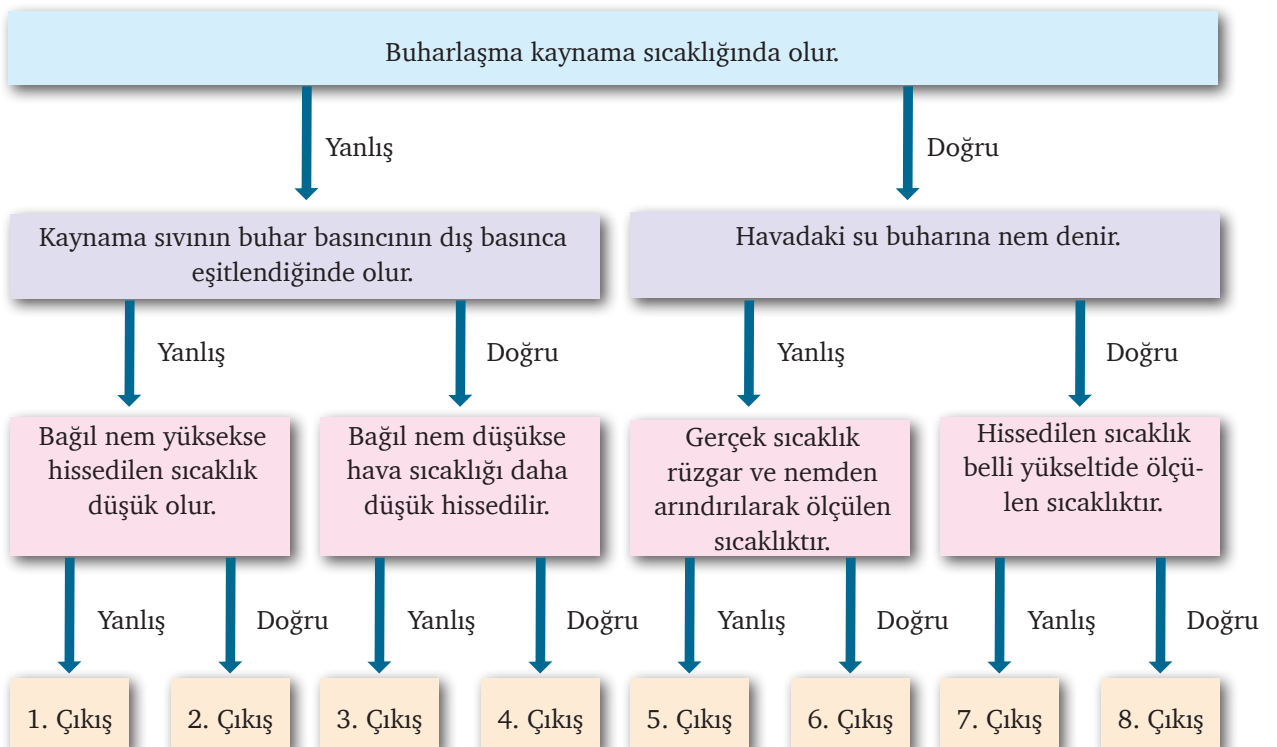 Buharlaşma kaynama sıcaklığında olur.
Yanlış
Doğru
Kaynama sıvının buhar basıncının dış basınca
eşitlendiğinde olur.
Havadaki su buharına nem denir.
Yanlış
Doğru
Yanlış
Doğru
Bağıl nem yüksekse
hissedilen sıcaklık
düşük olur.
Bağıl nem düşükse
hava sıcaklığı daha
düşük hissedilir.
Gerçek sıcaklık
rüzgar ve nemden
arındırılarak ölçülen
sıcaklıktır.
Hissedilen sıcaklık
belli yükseltide ölçü-
len sıcaklıktır.
Yanlış
Doğru
Yanlış
Doğru
Yanlış
Doğru
Yanlış
Doğru
1. Çıkış
2. Çıkış
3. Çıkış
4. Çıkış
5. Çıkış
6. Çıkış
7. Çıkış
8. Çıkış